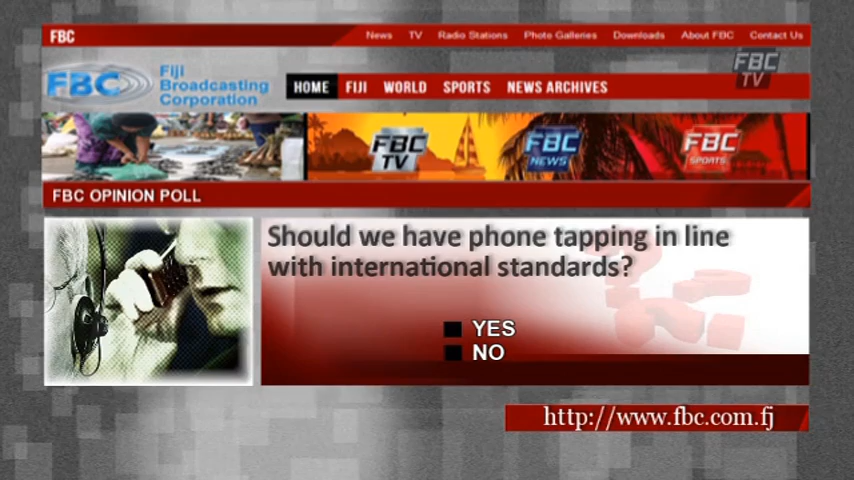 FBC
News TV Radio Stations Photo Galleries Downloads About FBC Contact Us
FBC TV
FBC Fiji Broadcasting Corporation
HOME FIJI WORLD SPORTS NEWS ARCHIVES
FBC TV
FBC NEWS
FBC SPORTS
FBC OPINION POLL
Should we have phone tapping in line
with international standards?
YES
NO
http://www.fbc.com.fj